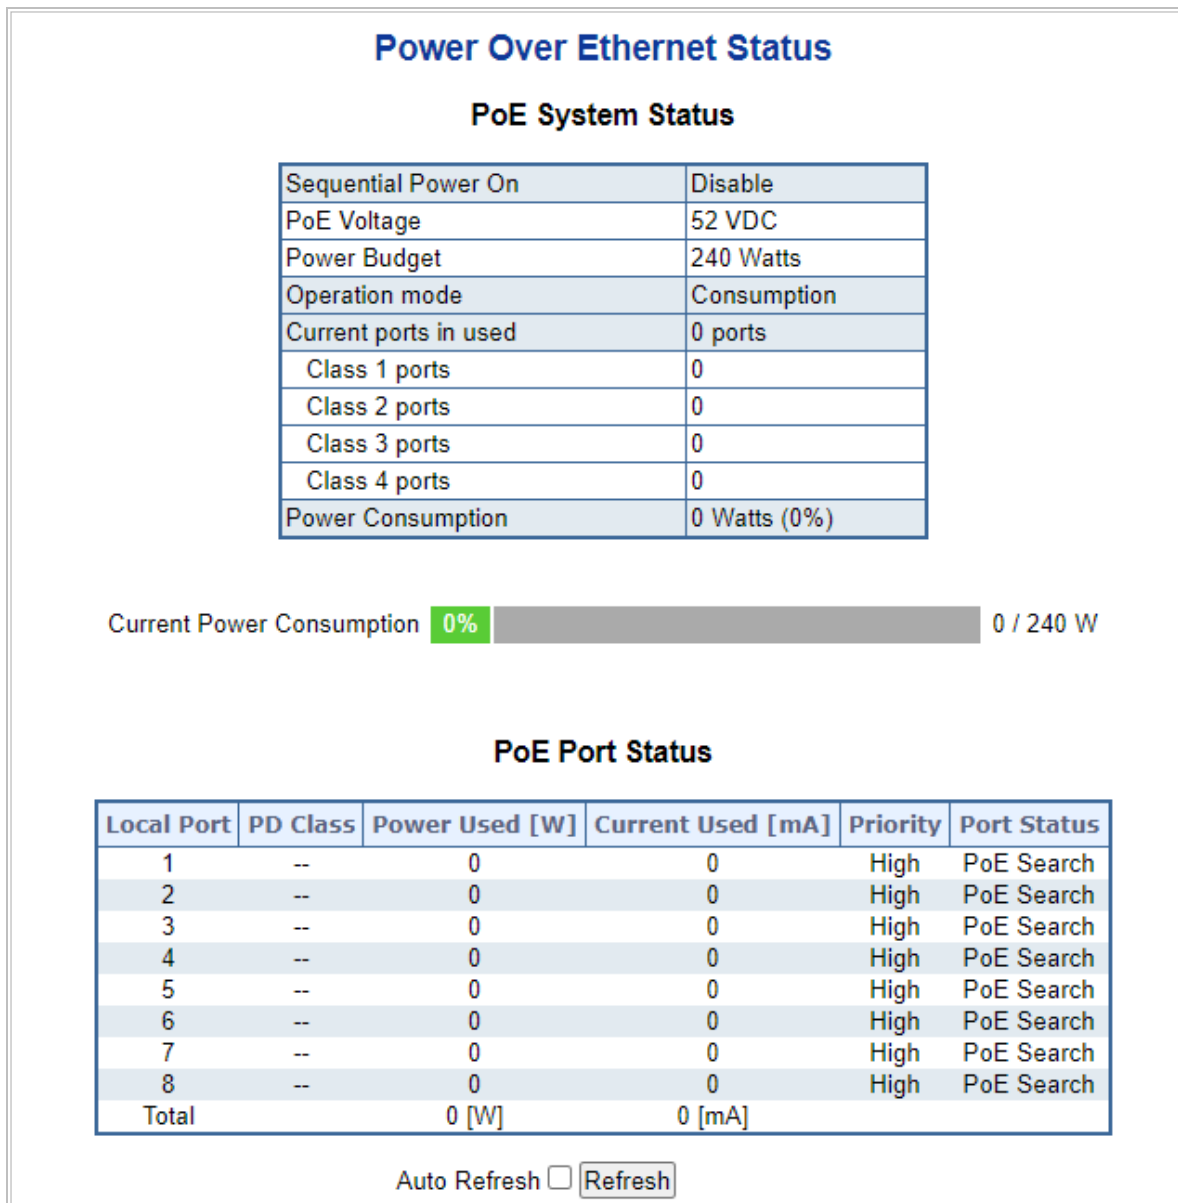 Power Over Ethernet Status
PoE System Status
Sequential Power On Disable
PoE Voltage 52 VDC
Power Budget 240 Watts
Operation mode Consumption
Current ports in used 0 ports
Class 1 ports 0
Class 2 ports 0
Class 3 ports 0
Class 4 ports 0
Power Consumption 0 Watts (0%)
Current Power Consumption 0% 0 / 240 W
PoE Port Status
Local Port PD Class Power Used [W] Current Used [mA] Priority Port Status
1 -- 0 0 High PoE Search
2 -- 0 0 High PoE Search
3 -- 0 0 High PoE Search
4 -- 0 0 High PoE Search
5 -- 0 0 High PoE Search
6 -- 0 0 High PoE Search
7 -- 0 0 High PoE Search
8 -- 0 0 High PoE Search
Total 0 [W] 0 [mA]
Auto Refresh Refresh